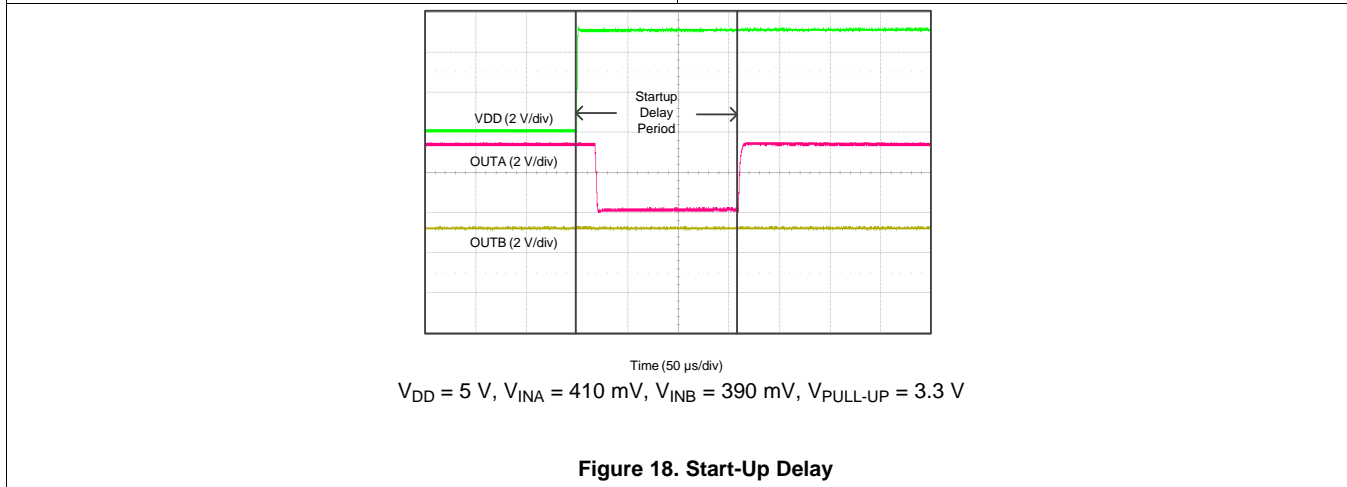 VDD (2 V/div)
Startup
Delay
Period
OUTA (2 V/div)
OUTB (2 V/div)
Time (50 µs/div)
VDD = 5 V, VINA = 410 mV, VINB = 390 mV, VPULL-UP = 3.3 V
Figure 18. Start-Up Delay